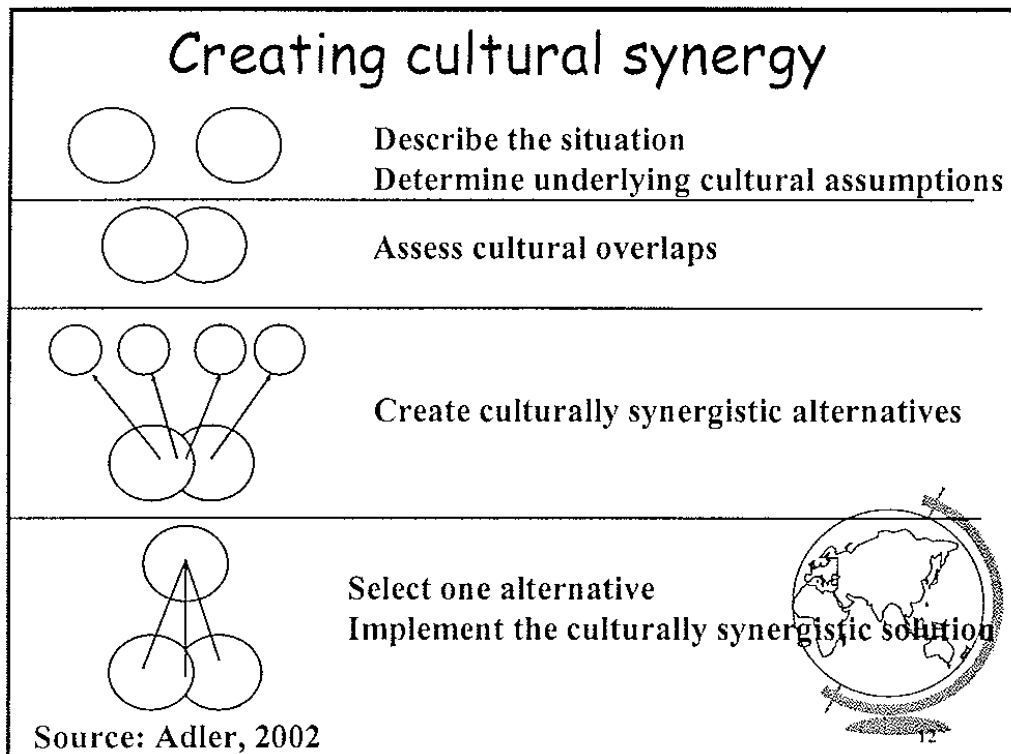 Creating cultural synergy
Describe the situation
Determine underlying cultural assumptions
Assess cultural overlaps
Create culturally synergistic alternatives
Select one alternative
Implement the culturally synergistic solution
Source: Adler, 2002
12